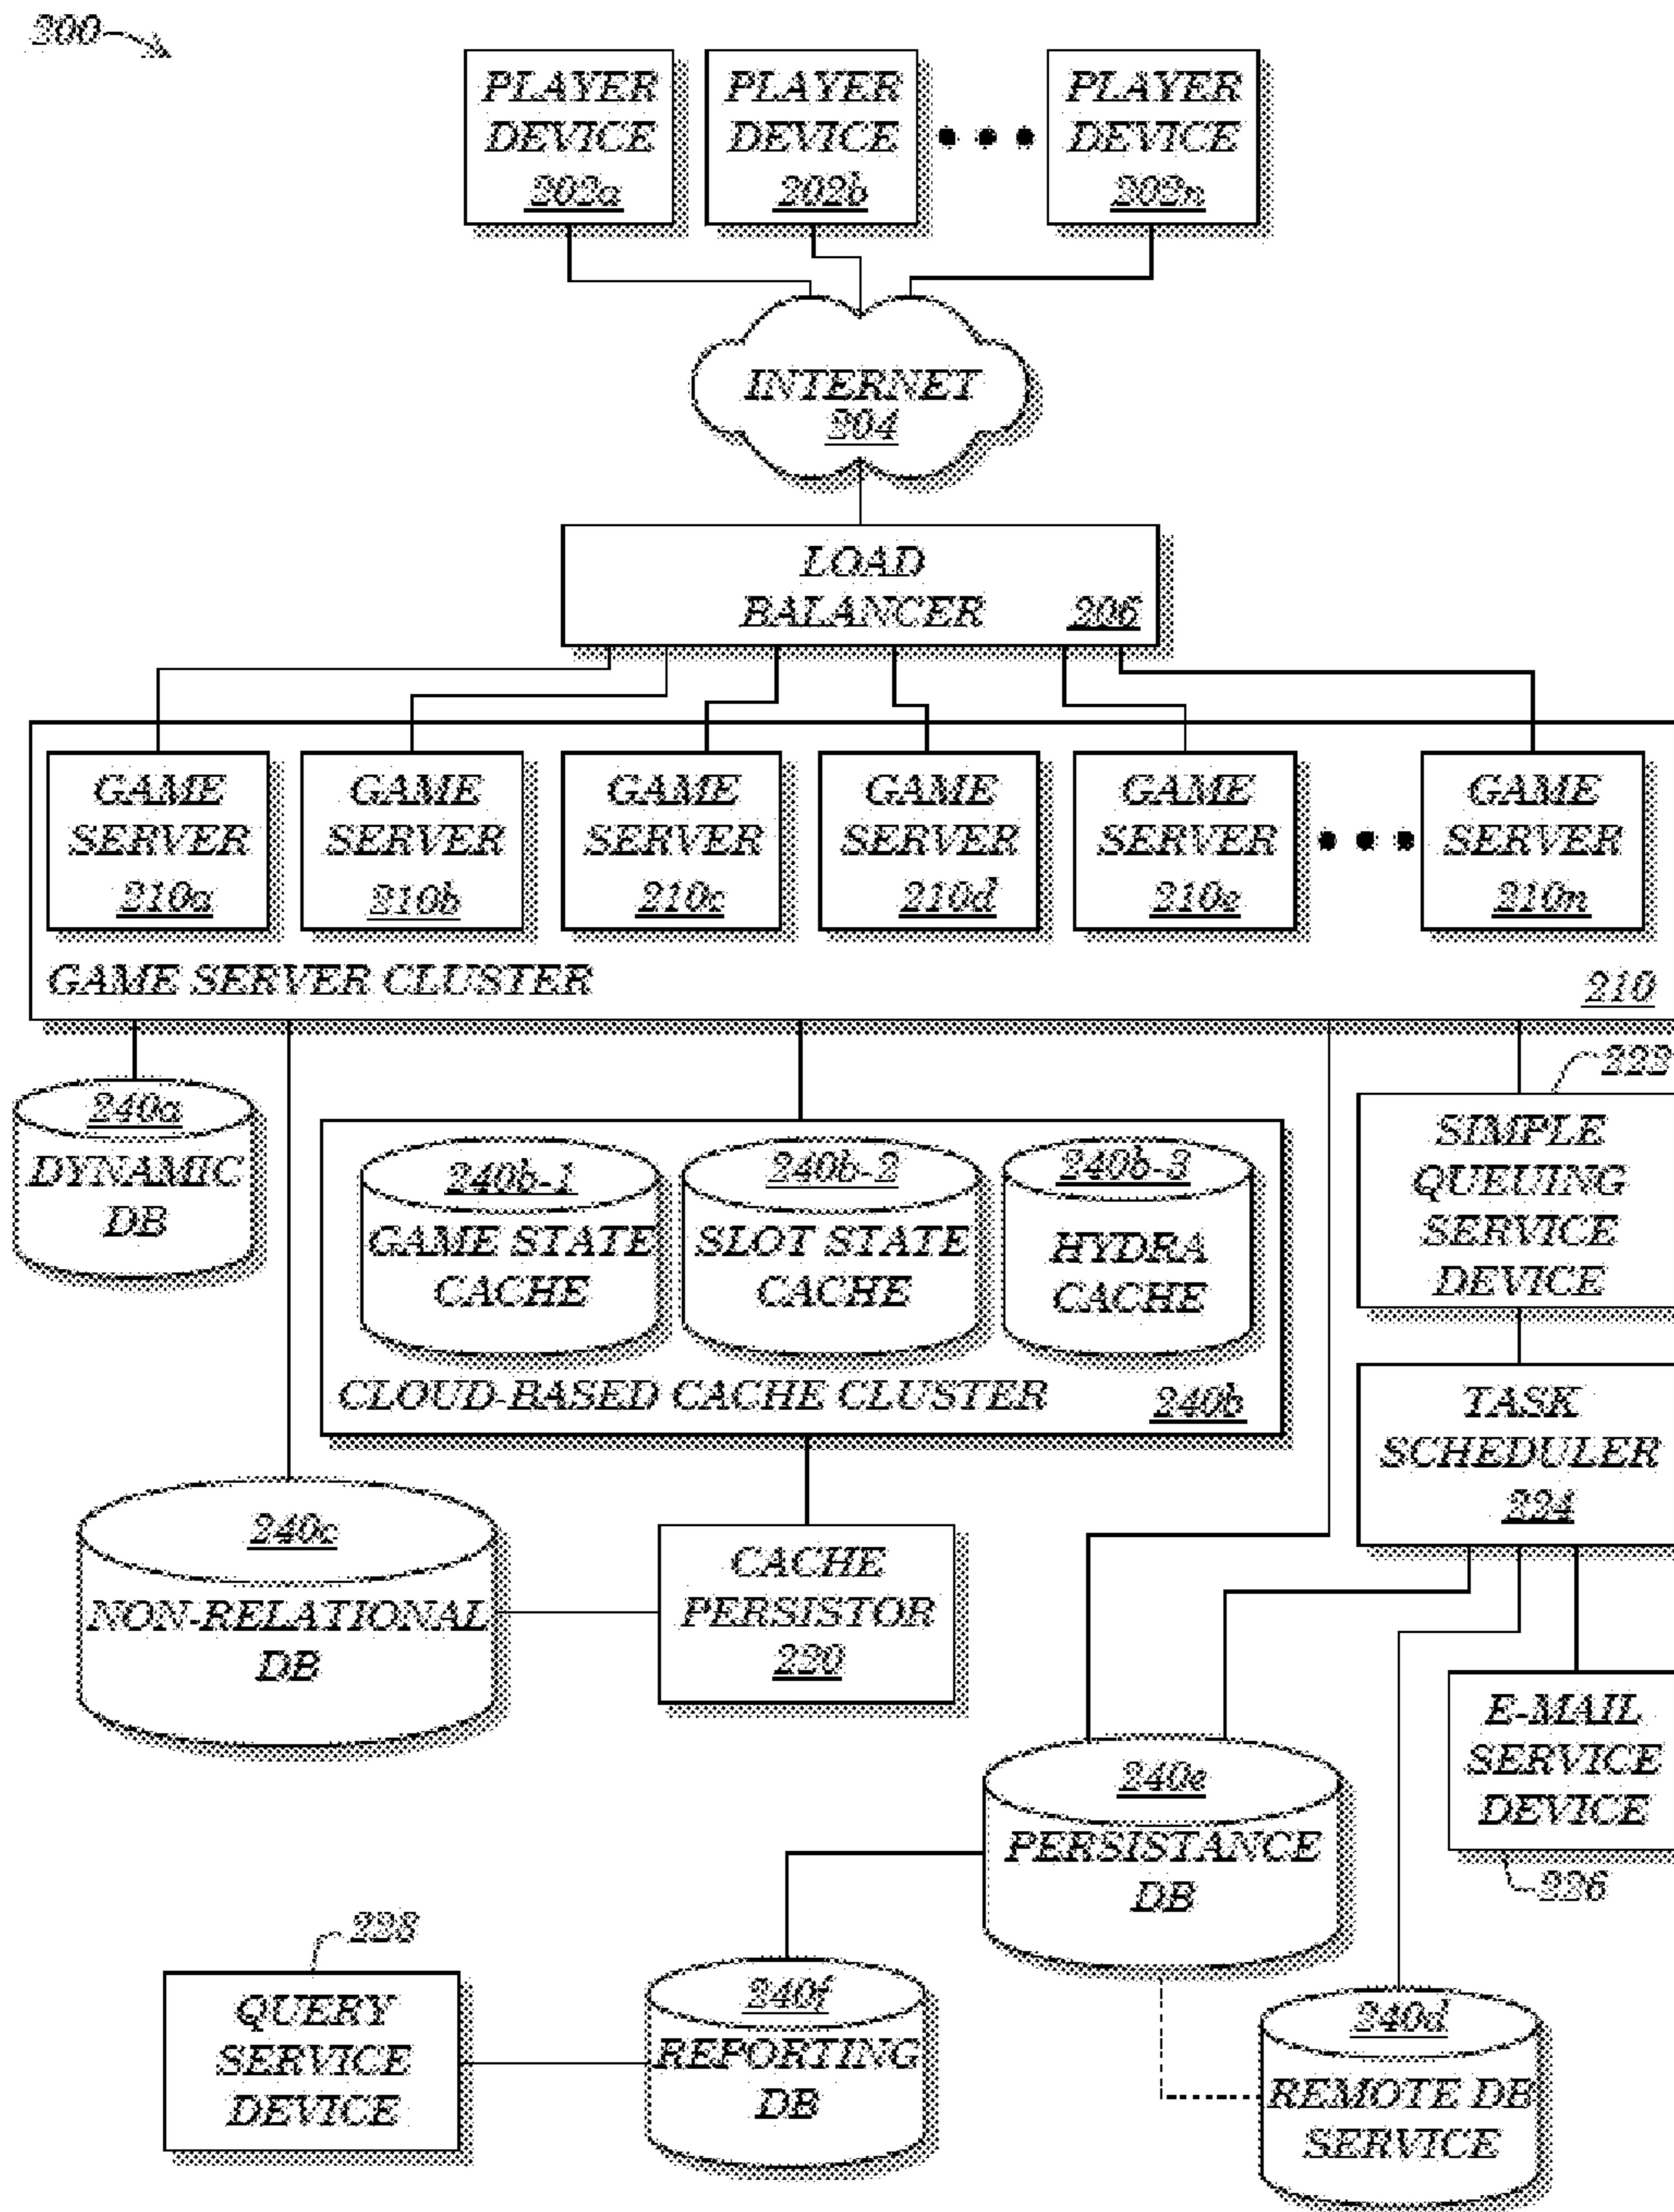 200
PLAYER
DEVICE
202a
PLAYER
DEVICE
202b
PLAYER
DEVICE
202n
INTERNET
204
LOAD
BALANCER
206
GAME
SERVER
210a
GAME
SERVER
210b
GAME
SERVER
210c
GAME
SERVER
210d
GAME
SERVER
210e
GAME
SERVER
210n
GAME SERVER CLUSTER
210
240a
DYNAMIC
DB
240b-1
GAME STATE
CACHE
240b-2
SLOT STATE
CACHE
240b-3
HYDRA
CACHE
CLOUD-BASED CACHE CLUSTER
240b
222
SIMPLE
QUEUING
SERVICE
DEVICE
TASK
SCHEDULER
224
240c
NON-RELATIONAL
DB
CACHE
PERSISTOR
230
E-MAIL
SERVICE
DEVICE
226
240e
PERSISTANCE
DB
228
QUERY
SERVICE
DEVICE
240f
REPORTING
DB
240d
REMOTE DB
SERVICE